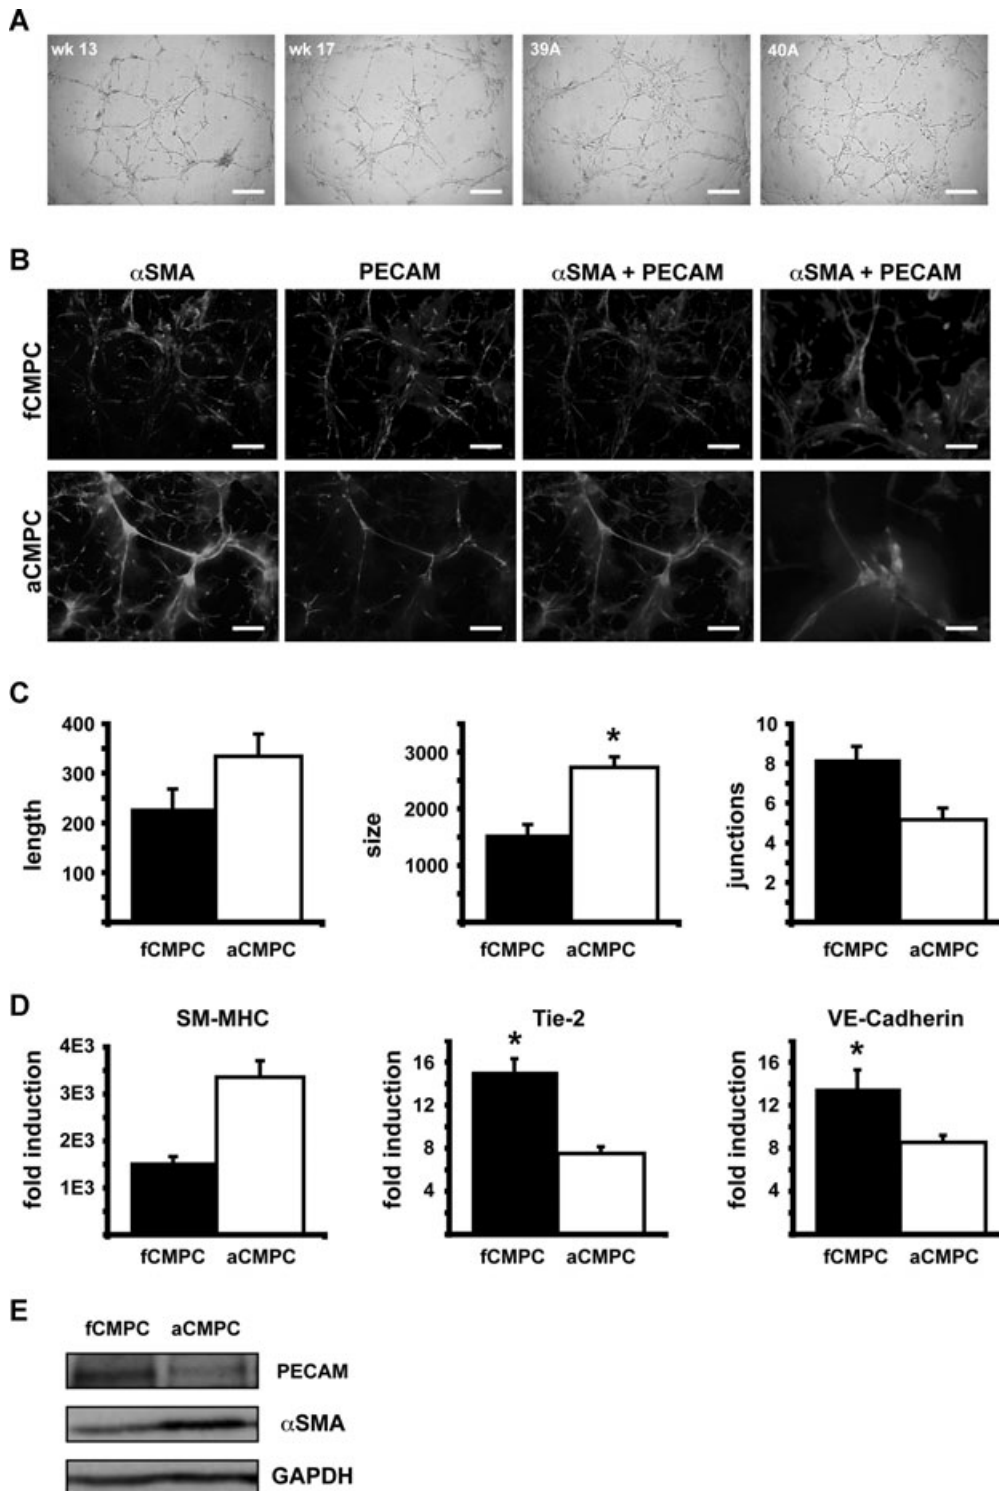 A
wk 13 wk 17 39A 40A
B
αSMA PECAM αSMA + PECAM αSMA + PECAM
fCMPC
aCMPC
C
400
300
200
100
length
fCMPC aCMPC
3000
2000
1000
size
*
fCMPC aCMPC
10
8
6
4
2
junctions
fCMPC aCMPC
D
SM-MHC
4E3
3E3
2E3
1E3
fold induction
fCMPC aCMPC
Tie-2
16
12
8
4
fold induction
*
fCMPC aCMPC
VE-Cadherin
16
12
8
4
fold induction
*
fCMPC aCMPC
E
fCMPC aCMPC
PECAM
αSMA
GAPDH